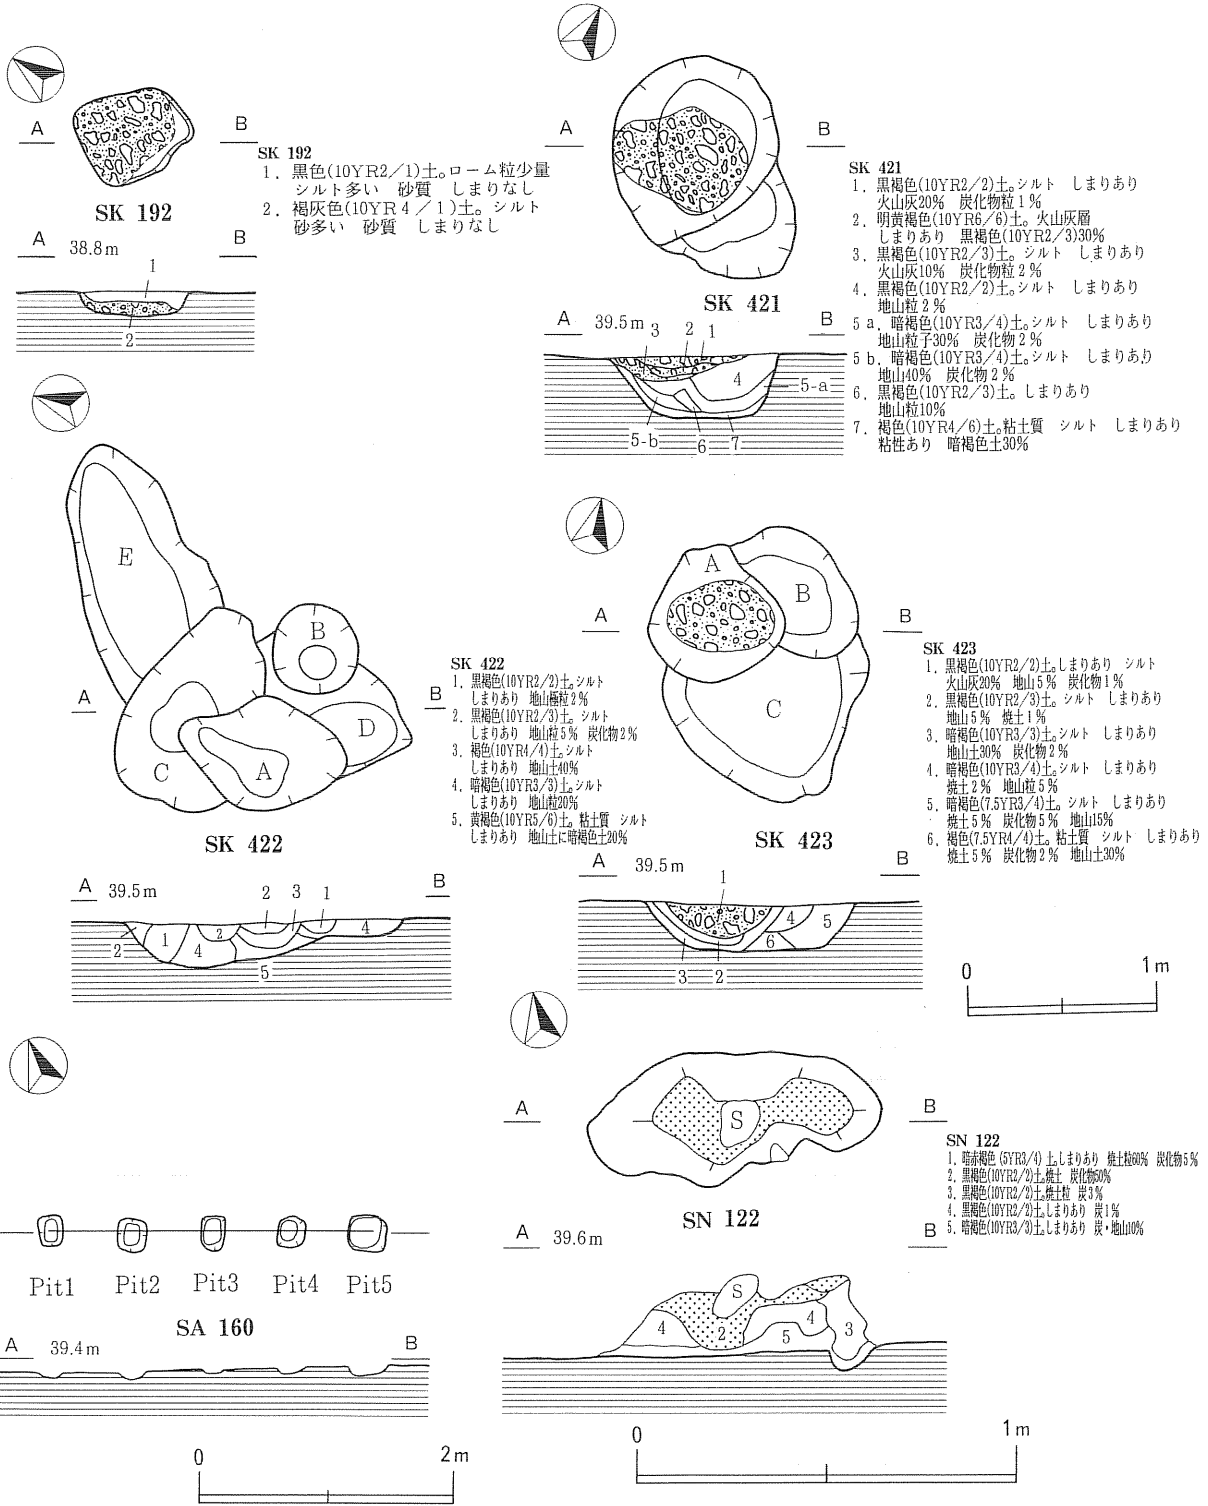 A
B
SK 192
A
38.8m
B
1
2
SK 192
1．黒色(10YR2／1)土。ローム粒少量
シルト多い　砂質　しまりなし
2．褐灰色(10YR4／1)土。シルト
砂多い　砂質　しまりなし
A
B
SK 421
A
39.5m
B
3
2
1
4
5-a
5-b
6
7
SK 421
1．黒褐色(10YR2／2)土。シルト　しまりあり
火山灰20%　炭化物粒1％
2．明黄褐色(10YR6／6)土。火山灰層
しまりあり　黒褐色(10YR2／3)30%
3．黒褐色(10YR2／3)土。シルト　しまりあり
火山灰10%　炭化物粒2％
4．黒褐色(10YR2／2)土。シルト　しまりあり
地山粒2％
5a．暗褐色(10YR3／4)土。シルト　しまりあり
地山粒子30%　炭化物2％
5b．暗褐色(10YR3／4)土。シルト　しまりあり
地山40%　炭化物2％
6．黒褐色(10YR2／3)土。しまりあり
地山粒10%
7．褐色(10YR4／6)土。粘土質　シルト　しまりあり
粘性あり　暗褐色土30%
E
B
A
B
D
C
A
SK 422
A
39.5m
B
2
3
1
2
1
4
2
4
5
SK 422
1．黒褐色(10YR2／2)土。シルト
しまりあり　地山極粒2％
2．黒褐色(10YR2／3)土。シルト
しまりあり　地山粒5％　炭化物2％
3．褐色(10YR4／4)土。シルト
しまりあり　地山土40%
4．暗褐色(10YR3／3)土。シルト
しまりあり　地山粒20%
5．黄褐色(10YR5／6)土。粘土質　シルト
しまりあり　地山土に暗褐色土20%
A
B
A
B
C
SK 423
A
39.5m
B
1
4
5
6
3
2
SK 423
1．黒褐色(10YR2／2)土。しまりあり　シルト
火山灰20%　地山5％　炭化物1％
2．黒褐色(10YR2／3)土。シルト　しまりあり
地山5％　焼土1％
3．暗褐色(10YR3／3)土。シルト　しまりあり
地山土30%　炭化物2％
4．暗褐色(10YR3／4)土。シルト　しまりあり
焼土2％　地山粒5％
5．暗褐色(7.5YR3／4)土。シルト　しまりあり
焼土5％　炭化物5％　地山15%
6．褐色(7.5YR4／4)土。粘土質　シルト　しまりあり
焼土5％　炭化物2％　地山土30%
0
1m
Pit1
Pit2
Pit3
Pit4
Pit5
SA 160
A
39.4m
B
0
2m
A
B
S
SN 122
A
39.6m
B
S
4
2
4
5
3
SN 122
1．暗赤褐色(5YR3／4)土。しまりあり　焼土粒60%　炭化物5％
2．黒褐色(10YR2／2)土。焼土　炭化物50%
3．黒褐色(10YR2／2)土。焼土粒　炭3％
4．黒褐色(10YR2／2)土。しまりあり　炭1％
5．暗褐色(10YR3／3)土。しまりあり　炭・地山10%
0
1m